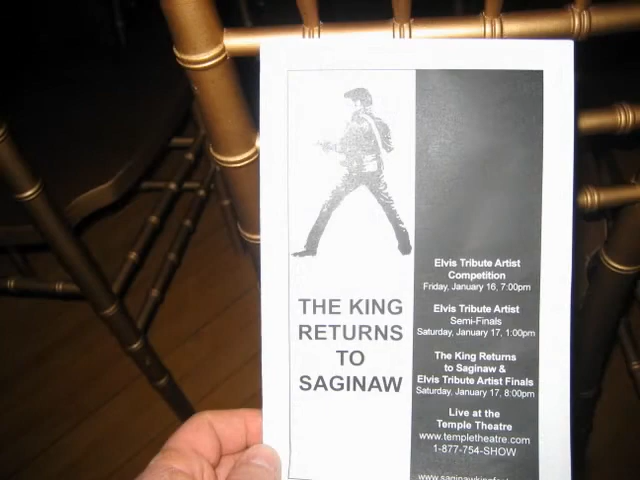 THE KING
RETURNS
TO
SAGINAW
Elvis Tribute Artist
Competition
Friday, January 16, 7:00pm
Elvis Tribute Artist
Semi-Finals
Saturday, January 17, 1:00pm
The King Returns
to Saginaw &
Elvis Tribute Artist Finals
Saturday, January 17, 8:00pm
Live at the
Temple Theatre
www.templetheatre.com
1-877-754-SHOW